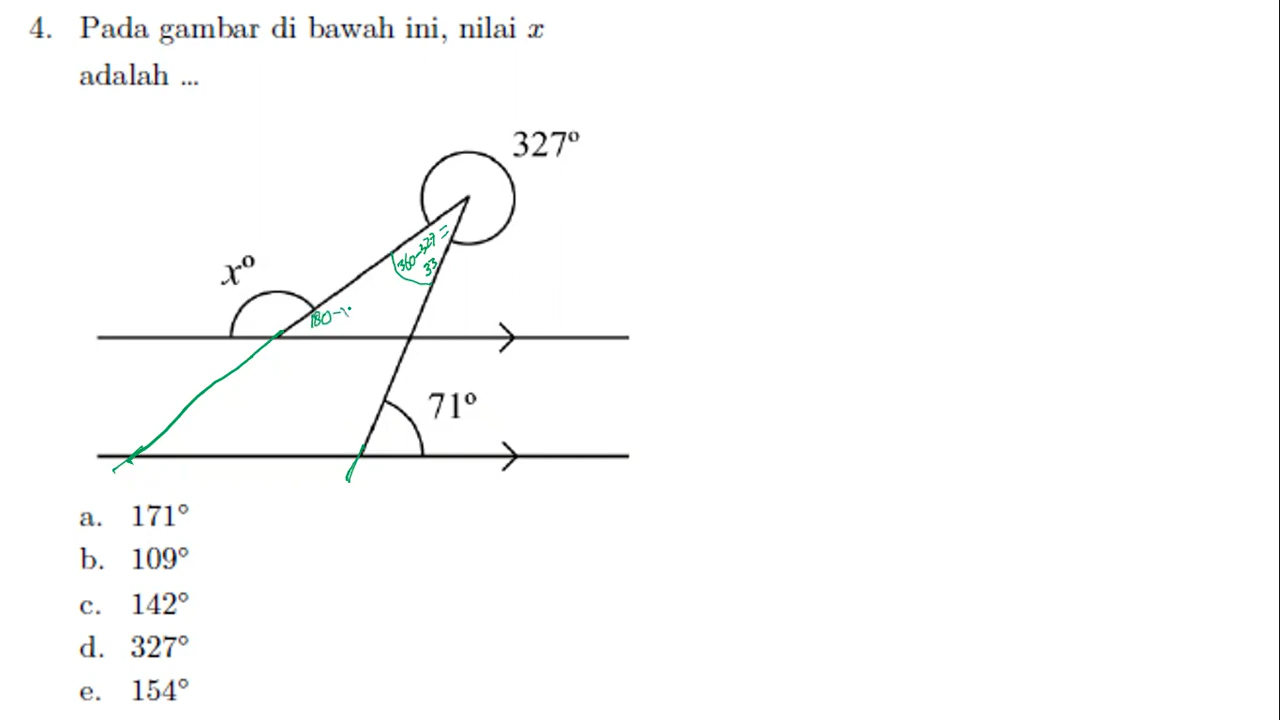 4. Pada gambar di bawah ini, nilai x
adalah ...
327°
x°
360-327 =
33
180-x
71°
a. 171°
b. 109°
c. 142°
d. 327°
e. 154°